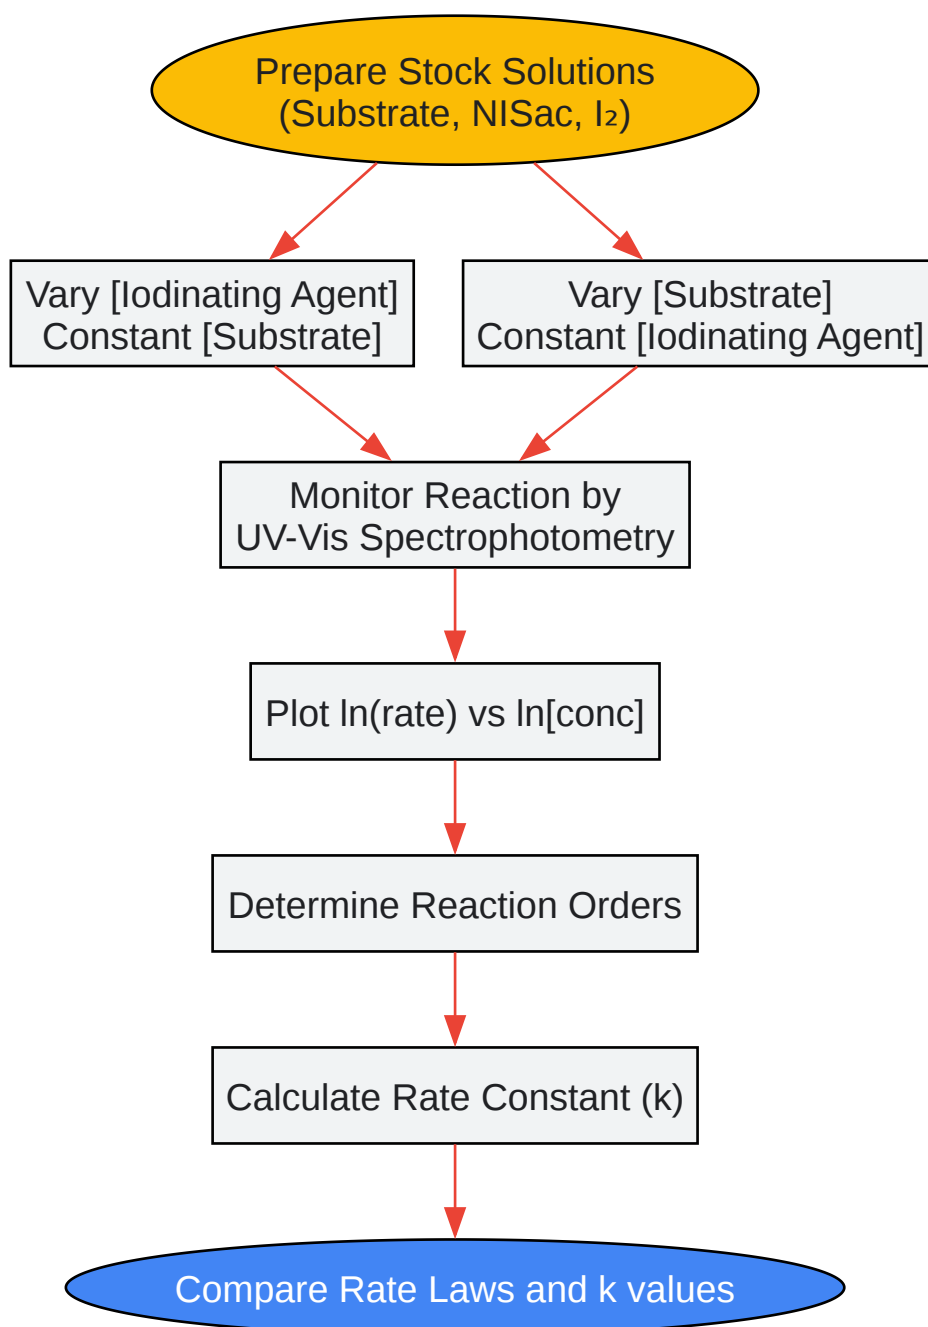 Prepare Stock Solutions
(Substrate, NISac, I₂)
Vary [Iodinating Agent]
Constant [Substrate]
Vary [Substrate]
Constant [Iodinating Agent]
Monitor Reaction by
UV-Vis Spectrophotometry
Plot ln(rate) vs ln[conc]
Determine Reaction Orders
Calculate Rate Constant (k)
Compare Rate Laws and k values